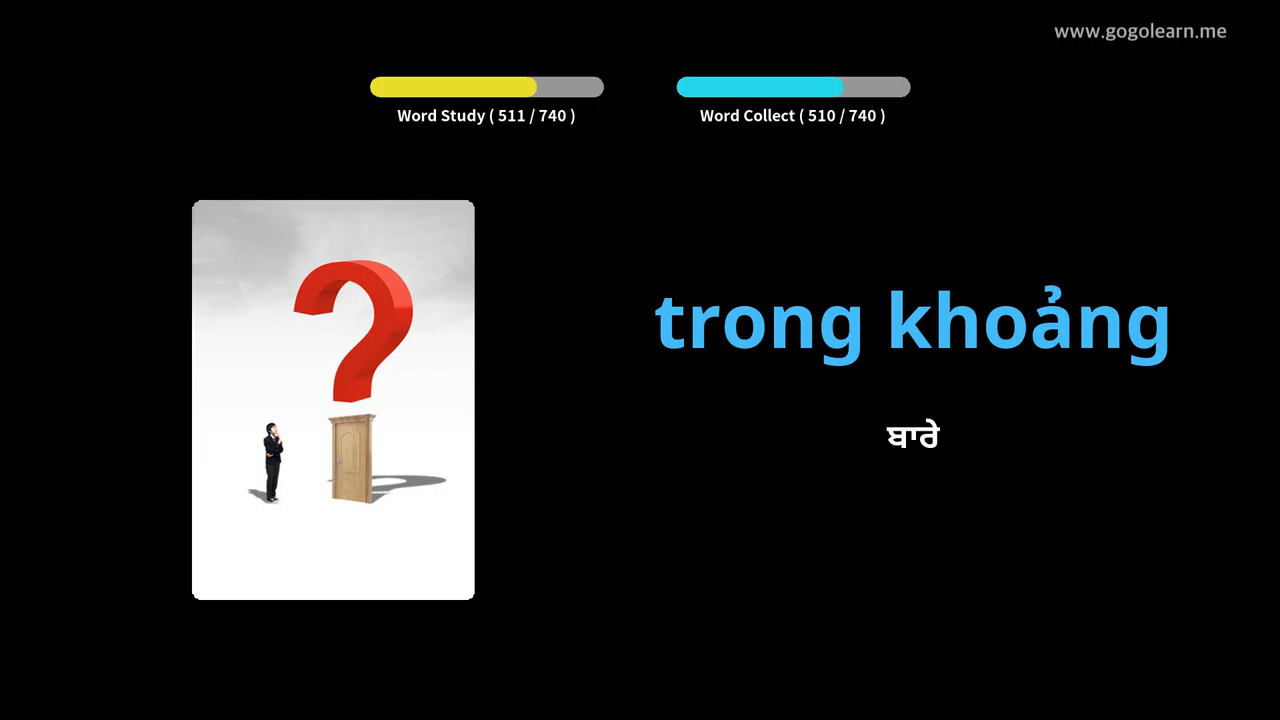 www.gogolearn.me
Word Study ( 511 / 740 )
Word Collect ( 510 / 740 )
trong khoảng
ਬਾਰੇ